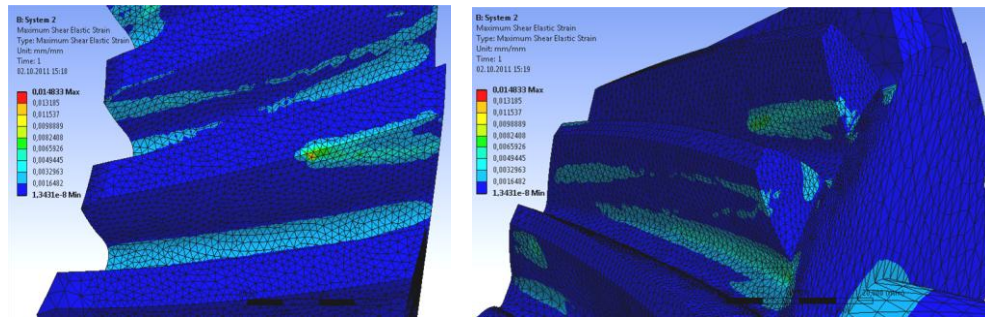 B: System 2
Maximum Shear Elastic Strain
Type: Maximum Shear Elastic Strain
Unit: mm/mm
Time: 1
02.10.2011 15:18
0,014833 Max
0,013185
0,011537
0,0098889
0,0082408
0,0065926
0,0049445
0,0032963
0,0016482
1,3431e-8 Min
B: System 2
Maximum Shear Elastic Strain
Type: Maximum Shear Elastic Strain
Unit: mm/mm
Time: 1
02.10.2011 15:19
0,014833 Max
0,013185
0,011537
0,0098889
0,0082408
0,0065926
0,0049445
0,0032963
0,0016482
1,3431e-8 Min